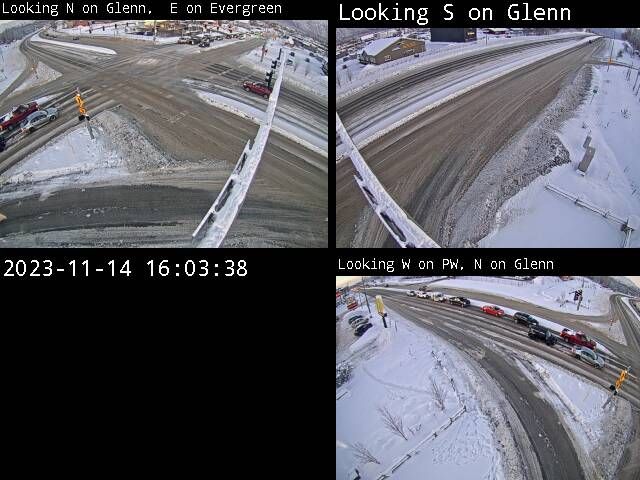 Looking N on Glenn,  E on Evergreen
Looking S on Glenn
2023-11-14 16:03:38
Looking W on PW, N on Glenn